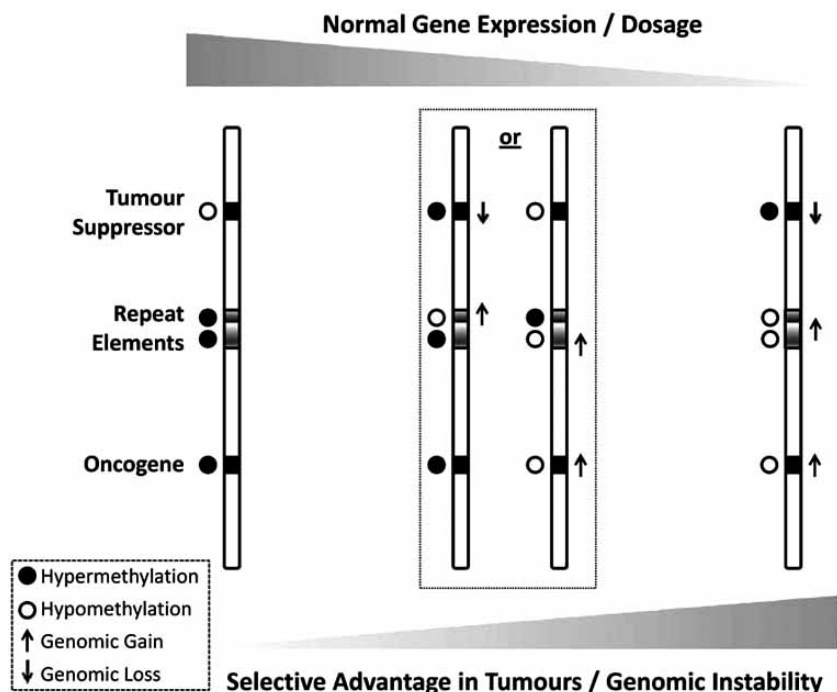 Normal Gene Expression / Dosage
or
Tumour
Suppressor
Repeat
Elements
Oncogene
Hypermethylation
Hypomethylation
Genomic Gain
Genomic Loss
Selective Advantage in Tumours / Genomic Instability